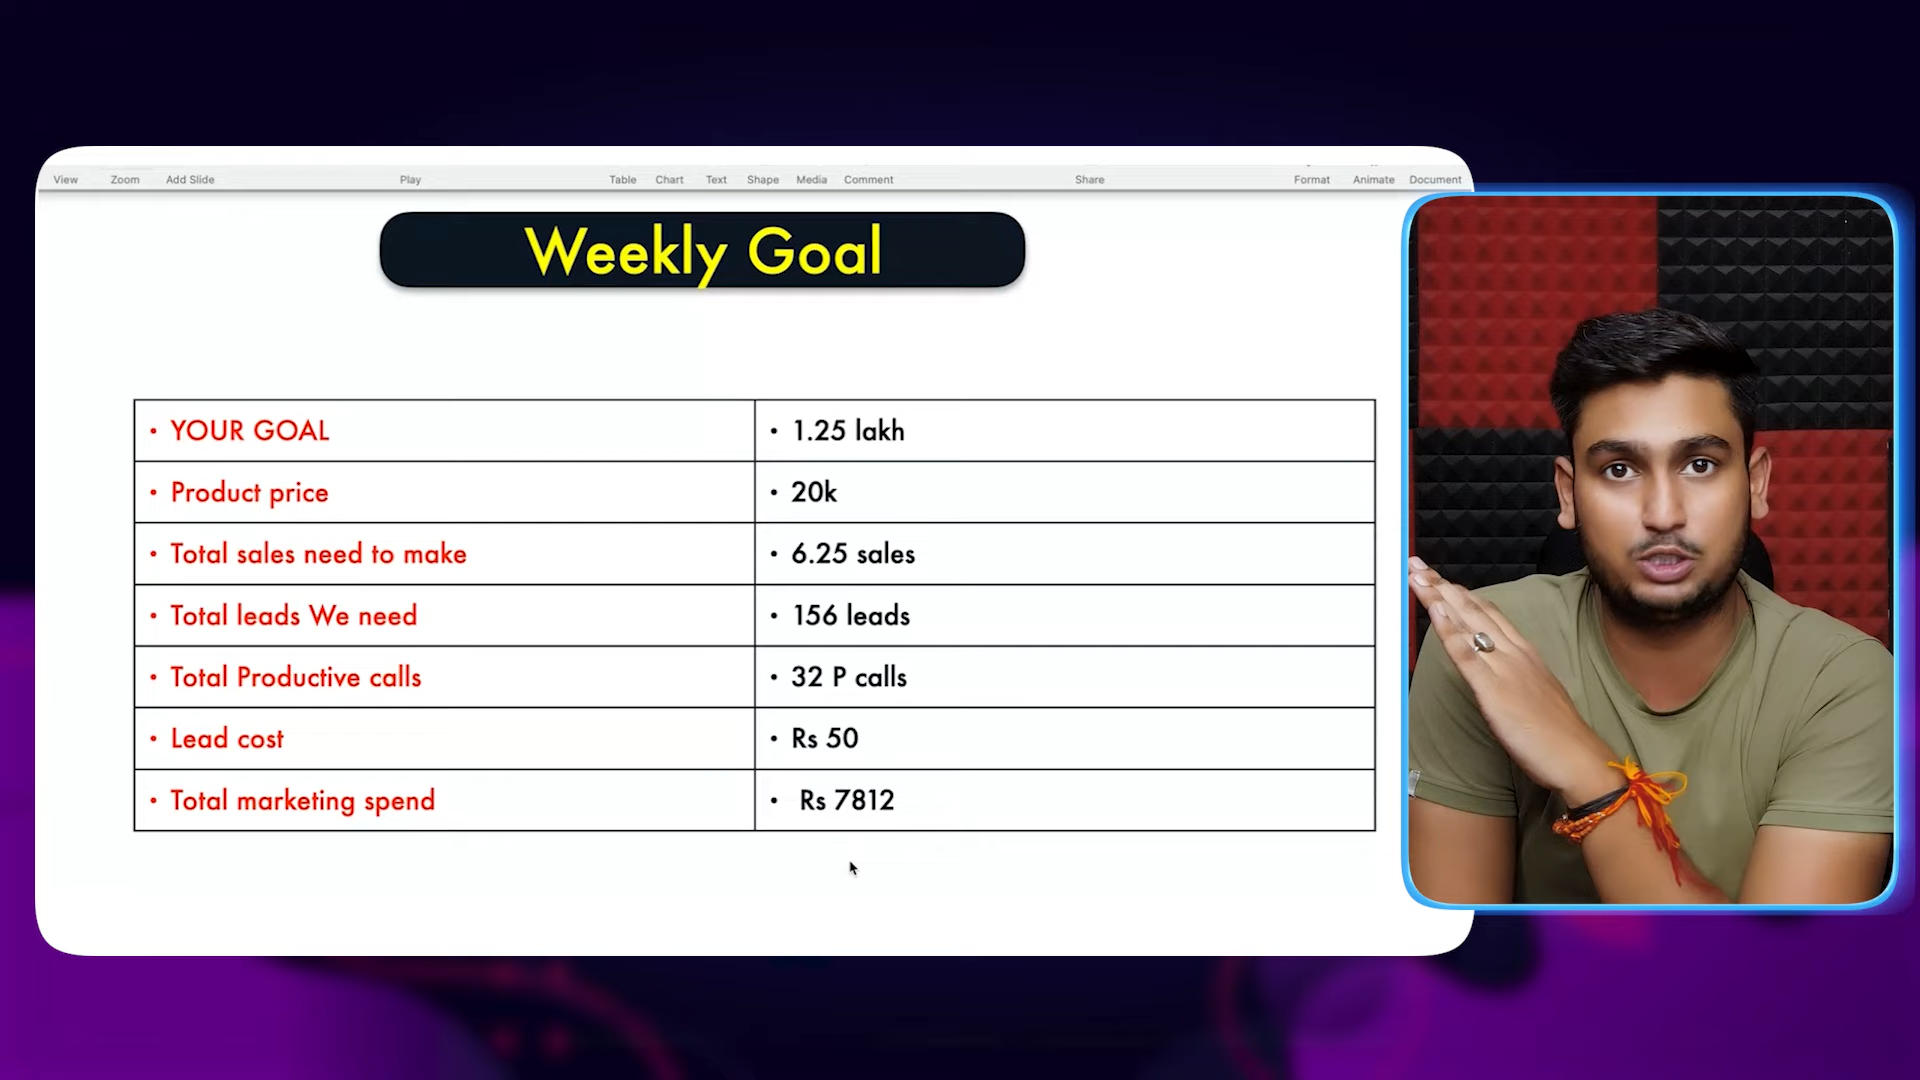 View Zoom Add Slide Play Table Chart Text Shape Media Comment Share Format Animate Document
Weekly Goal
• YOUR GOAL • 1.25 lakh
• Product price • 20k
• Total sales need to make • 6.25 sales
• Total leads We need • 156 leads
• Total Productive calls • 32 P calls
• Lead cost • Rs 50
• Total marketing spend • Rs 7812